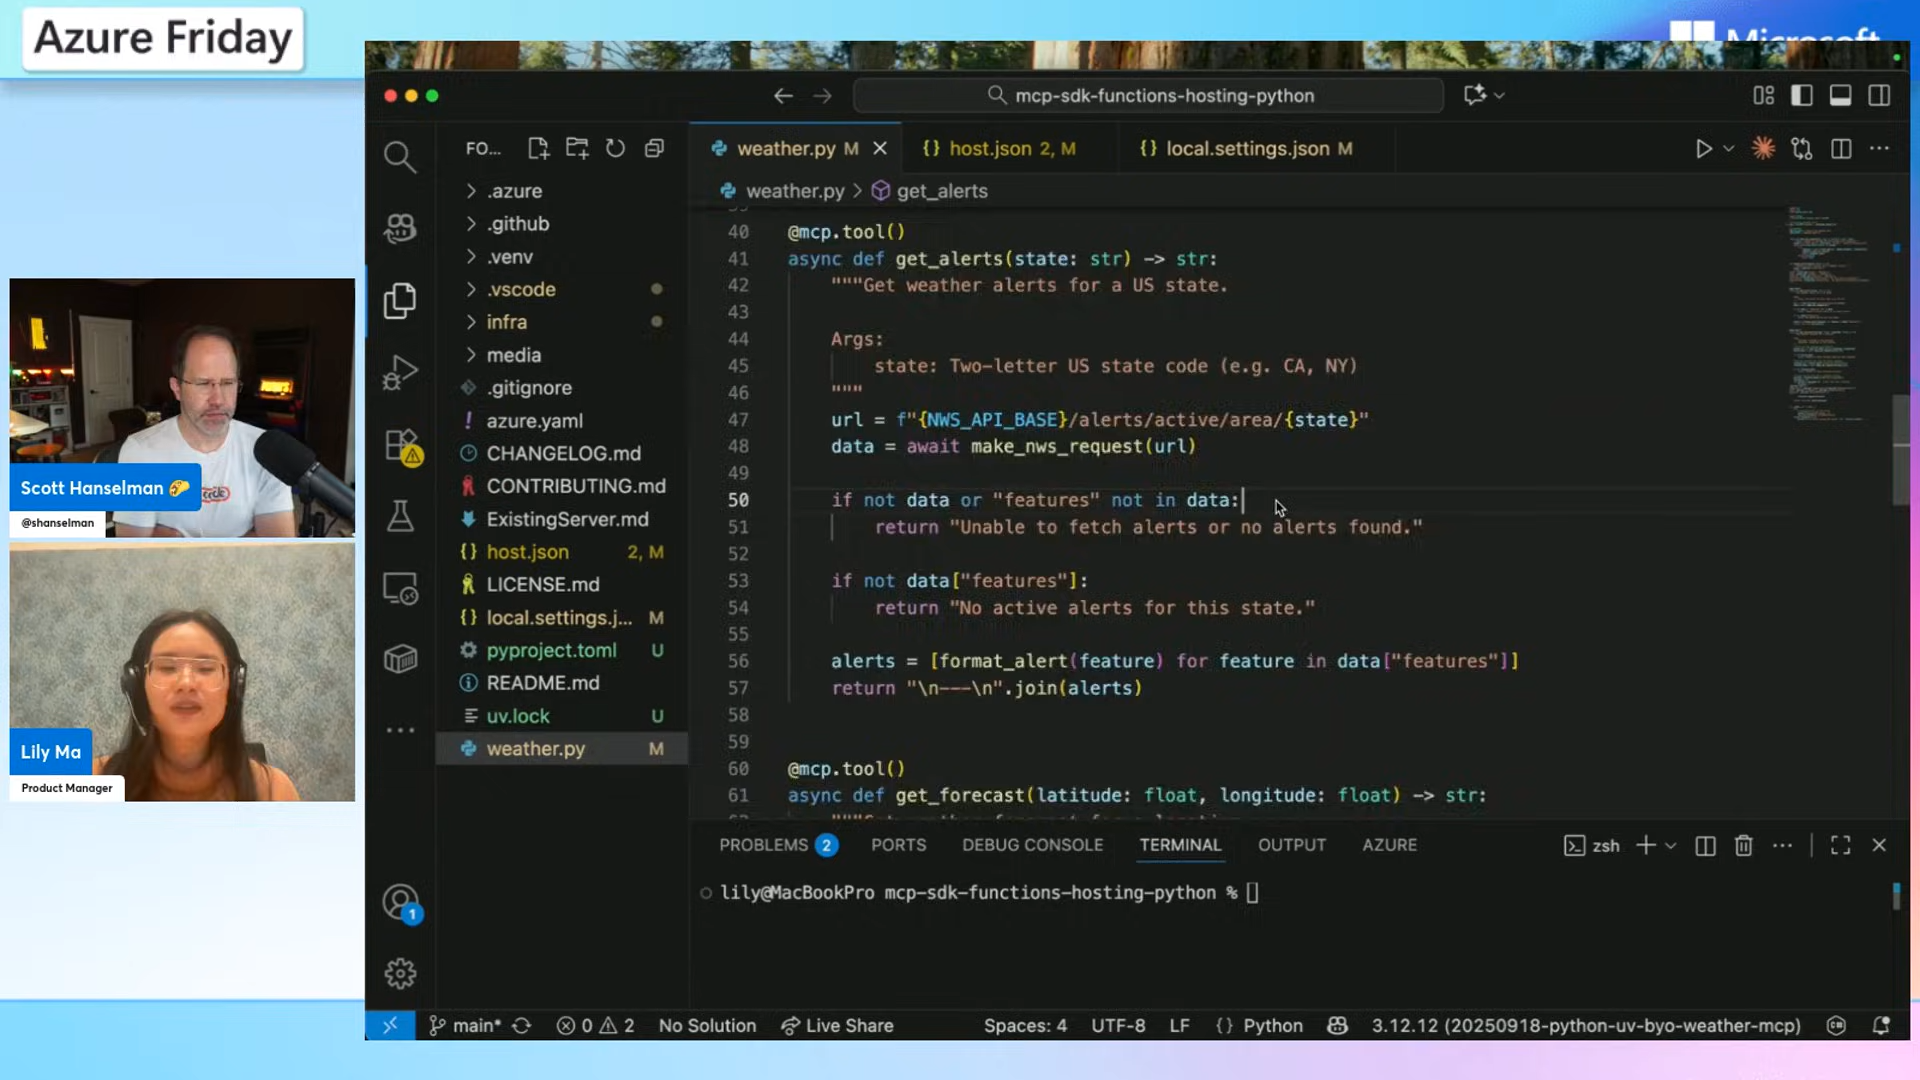 Azure Friday
Microsoft
mcp-sdk-functions-hosting-python
FO...
weather.py M
{} host.json 2, M
{} local.settings.json M
weather.py > get_alerts
.azure
.github
.venv
.vscode
infra
media
.gitignore
! azure.yaml
CHANGELOG.md
CONTRIBUTING.md
ExistingServer.md
{} host.json 2, M
LICENSE.md
{} local.settings.j... M
pyproject.toml U
README.md
uv.lock U
weather.py M
40 @mcp.tool()
41 async def get_alerts(state: str) -> str:
42 """Get weather alerts for a US state.
43
44 Args:
45 state: Two-letter US state code (e.g. CA, NY)
46 """
47 url = f"{NWS_API_BASE}/alerts/active/area/{state}"
48 data = await make_nws_request(url)
49
50 if not data or "features" not in data:
51 return "Unable to fetch alerts or no alerts found."
52
53 if not data["features"]:
54 return "No active alerts for this state."
55
56 alerts = [format_alert(feature) for feature in data["features"]]
57 return "\n---\n".join(alerts)
58
59
60 @mcp.tool()
61 async def get_forecast(latitude: float, longitude: float) -> str:
PROBLEMS 2 PORTS DEBUG CONSOLE TERMINAL OUTPUT AZURE
zsh
lily@MacBookPro mcp-sdk-functions-hosting-python %
1
main* 0 2 No Solution Live Share Spaces: 4 UTF-8 LF {} Python 3.12.12 (20250918-python-uv-byo-weather-mcp)
Scott Hanselman 🌮
@shanselman
Lily Ma
Product Manager